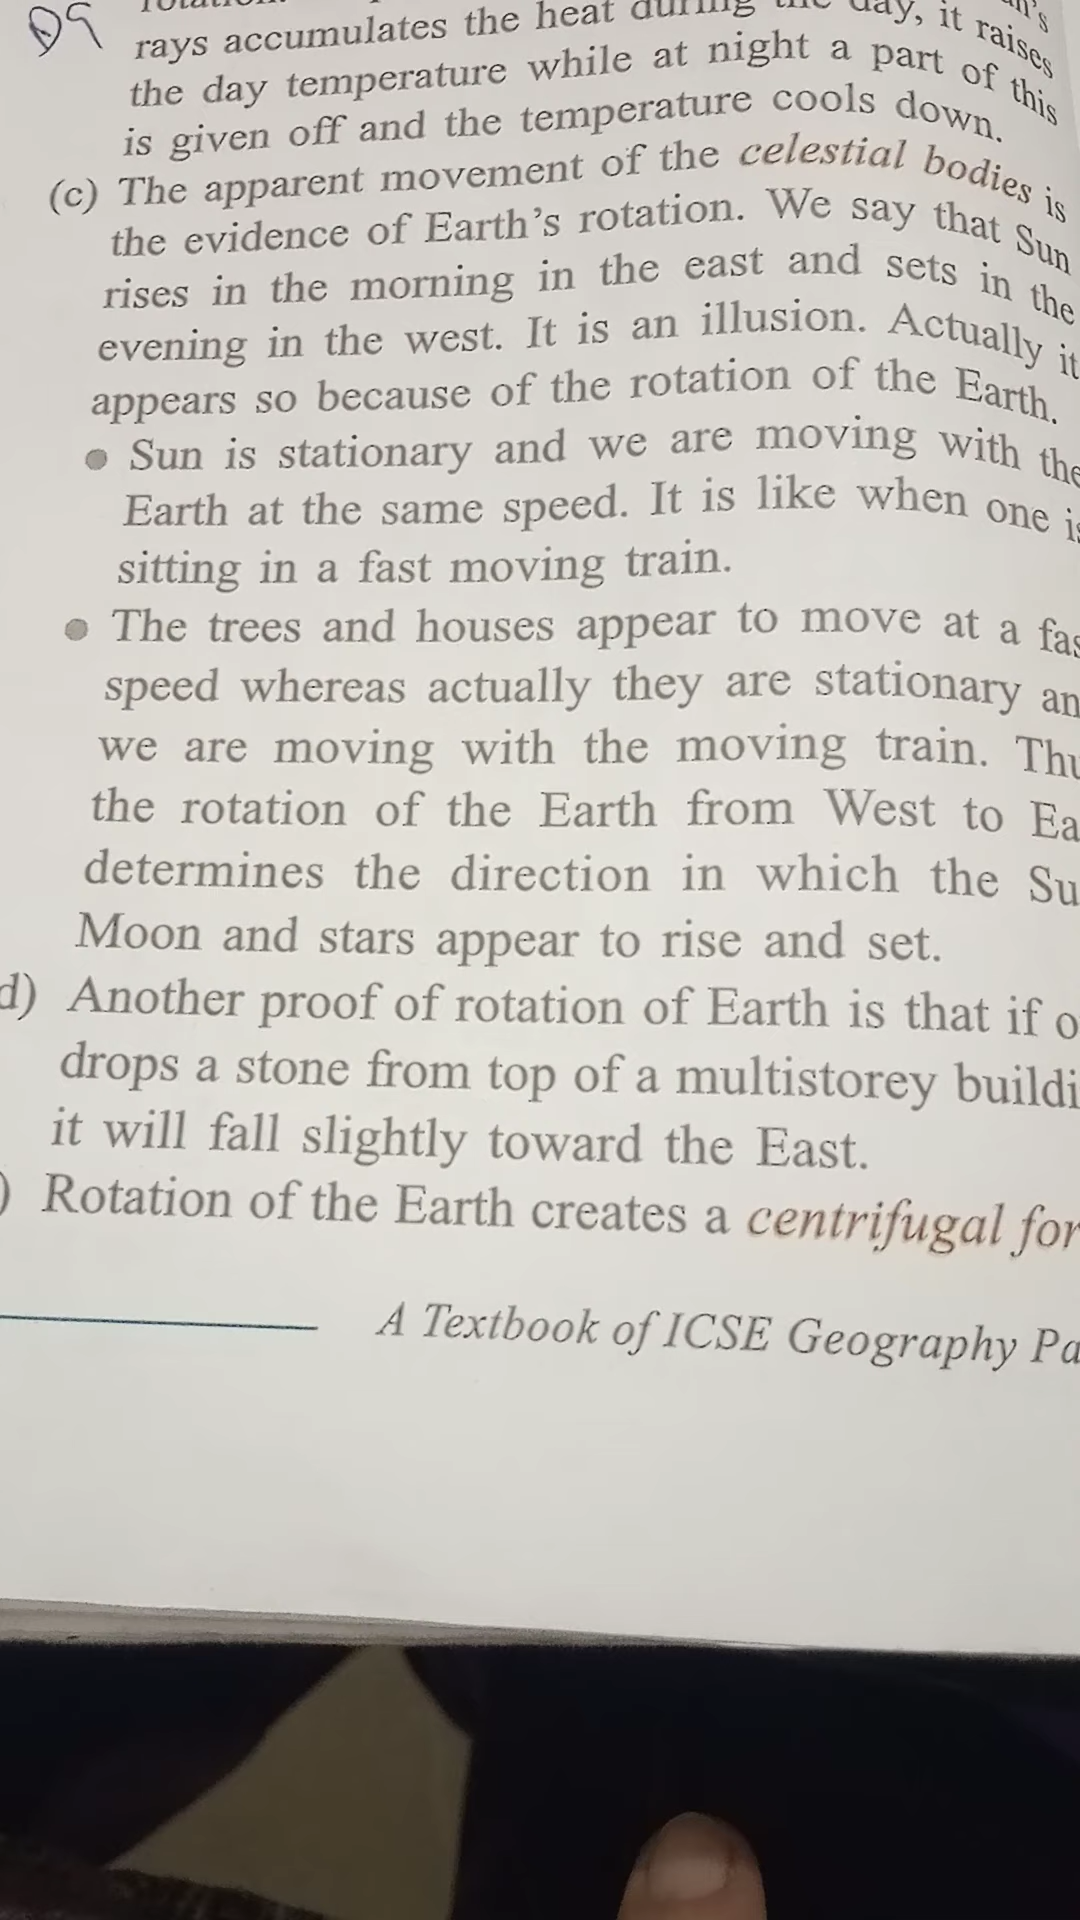 rays accumulates the heat during the day, it raises
the day temperature while at night a part of this
is given off and the temperature cools down.
(c) The apparent movement of the celestial bodies is
the evidence of Earth's rotation. We say that Sun
rises in the morning in the east and sets in the
evening in the west. It is an illusion. Actually it
appears so because of the rotation of the Earth.
• Sun is stationary and we are moving with the
Earth at the same speed. It is like when one is
sitting in a fast moving train.
• The trees and houses appear to move at a fas
speed whereas actually they are stationary an
we are moving with the moving train. Thu
the rotation of the Earth from West to Ea
determines the direction in which the Su
Moon and stars appear to rise and set.
d) Another proof of rotation of Earth is that if o
drops a stone from top of a multistorey buildi
it will fall slightly toward the East.
) Rotation of the Earth creates a centrifugal for
A Textbook of ICSE Geography Pa